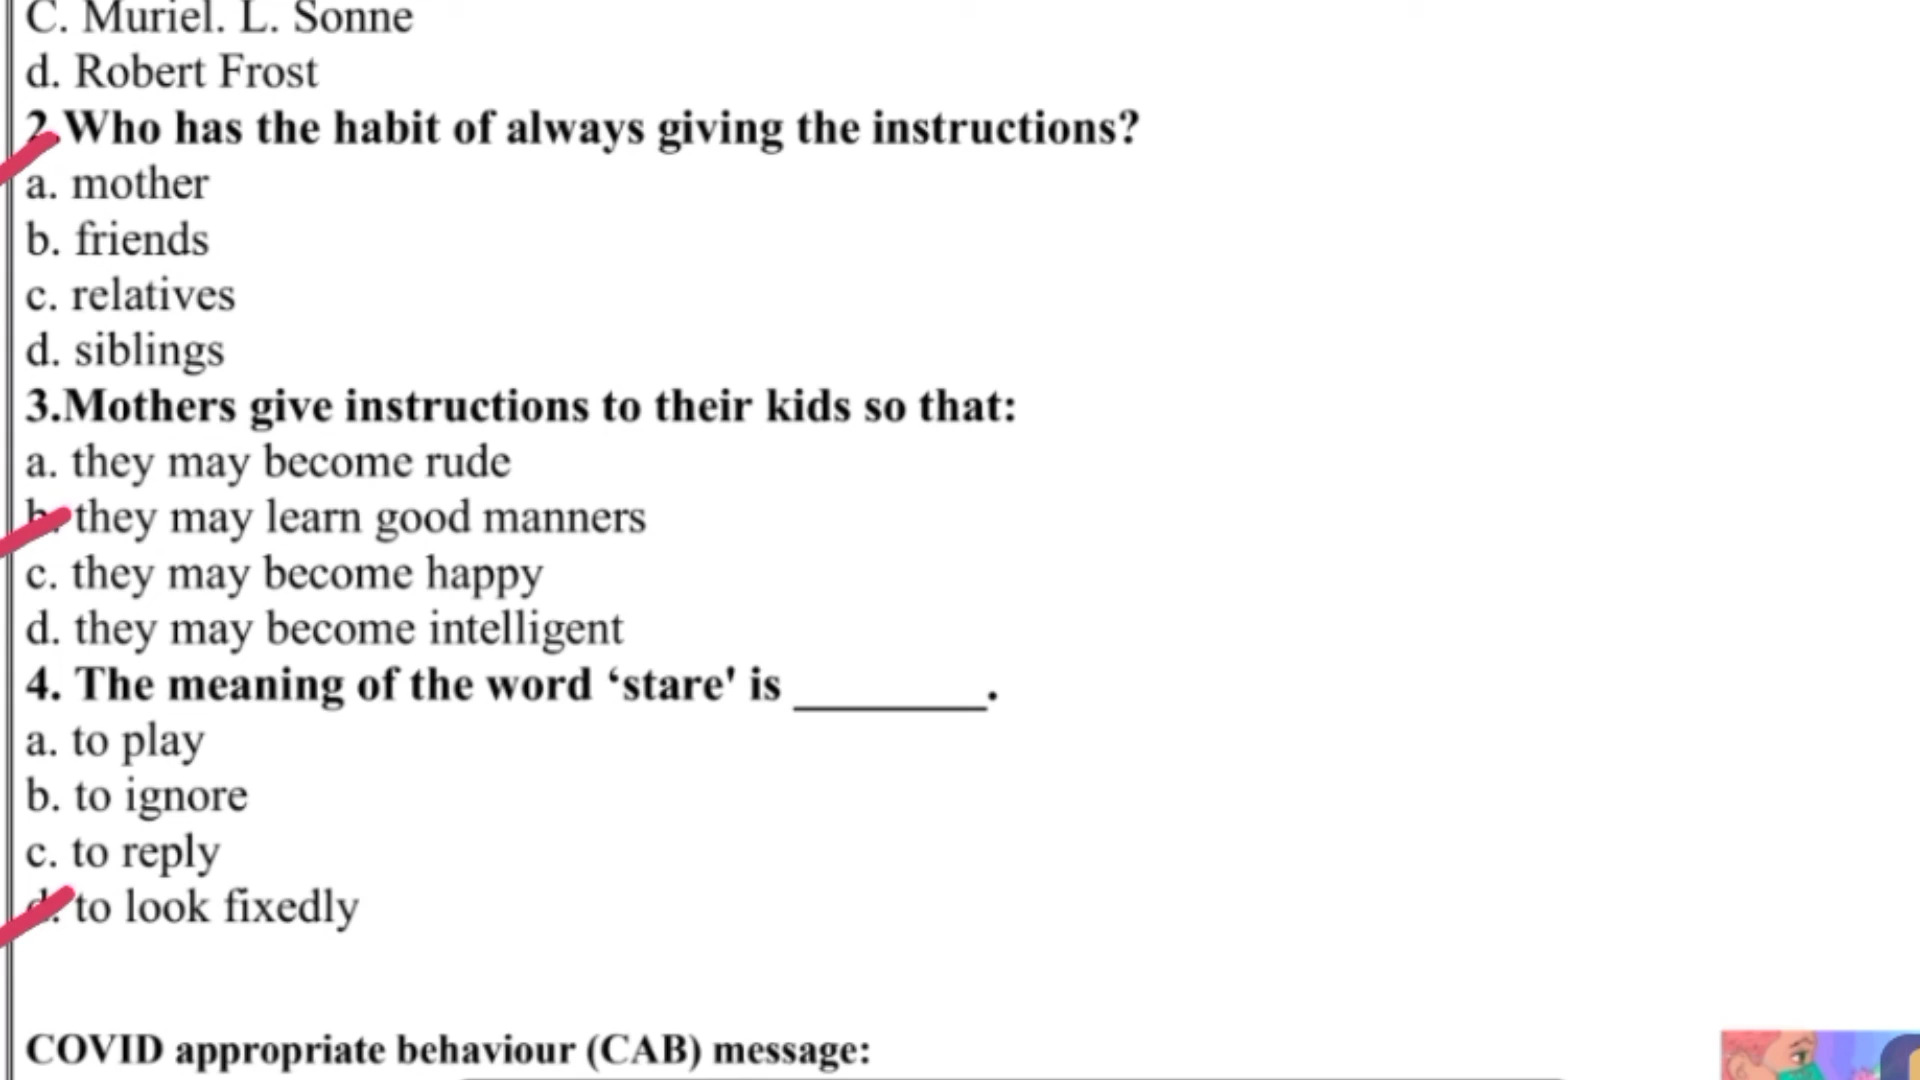 C. Muriel. L. Sonne
d. Robert Frost
2.Who has the habit of always giving the instructions?
a. mother
b. friends
c. relatives
d. siblings
3.Mothers give instructions to their kids so that:
a. they may become rude
b. they may learn good manners
c. they may become happy
d. they may become intelligent
4. The meaning of the word ‘stare' is ________.
a. to play
b. to ignore
c. to reply
d. to look fixedly
COVID appropriate behaviour (CAB) message: